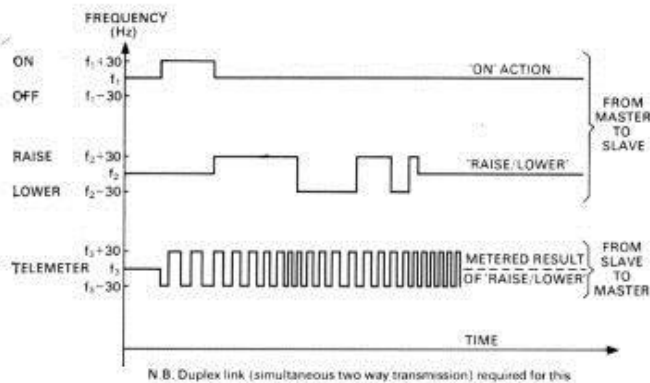 FREQUENCY
(Hz)
ON f₁+30
f₁ 'ON' ACTION
OFF f₁-30
FROM
MASTER
TO
SLAVE
RAISE f₂+30
f₂ 'RAISE/LOWER'
LOWER f₂-30
f₃+30
TELEMETER f₃
f₃-30
METERED RESULT
OF 'RAISE/LOWER'
FROM
SLAVE
TO
MASTER
TIME
N.B. Duplex link (simultaneous two way transmission) required for this